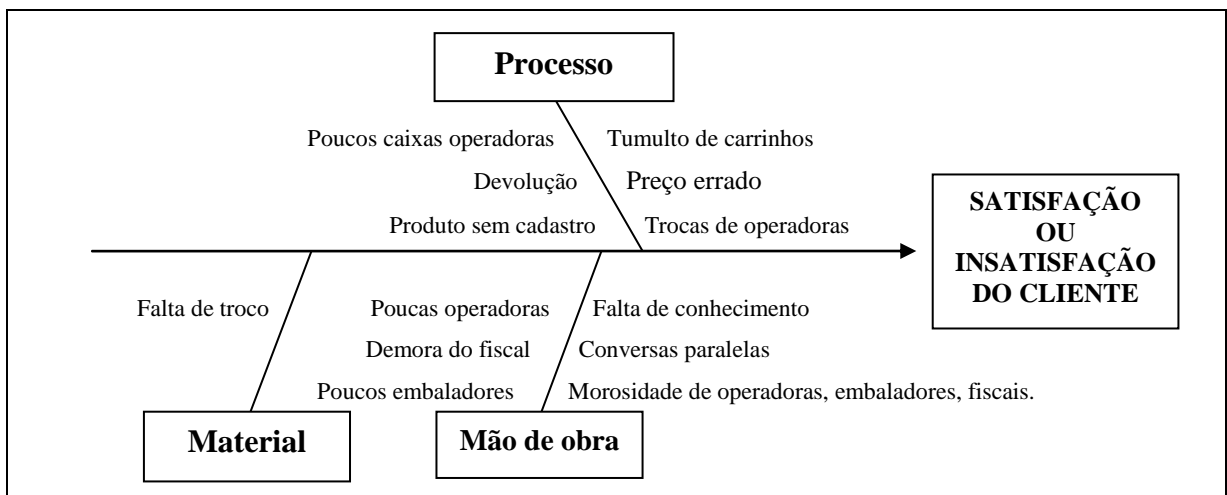 Processo
Poucos caixas operadoras
Tumulto de carrinhos
Devolução
Preço errado
Produto sem cadastro
Trocas de operadoras
SATISFAÇÃO
OU
INSATISFAÇÃO
DO CLIENTE
Falta de troco
Poucas operadoras
Falta de conhecimento
Demora do fiscal
Conversas paralelas
Poucos embaladores
Morosidade de operadoras, embaladores, fiscais.
Material
Mão de obra